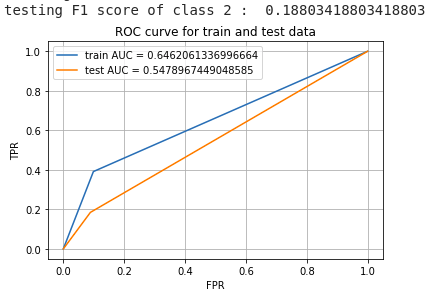 testing F1 score of class 2 :  0.18803418803418803
ROC curve for train and test data
train AUC = 0.6462061336996664
test AUC = 0.5478967449048585
1.0
0.8
0.6
0.4
0.2
0.0
TPR
0.0 0.2 0.4 0.6 0.8 1.0
FPR